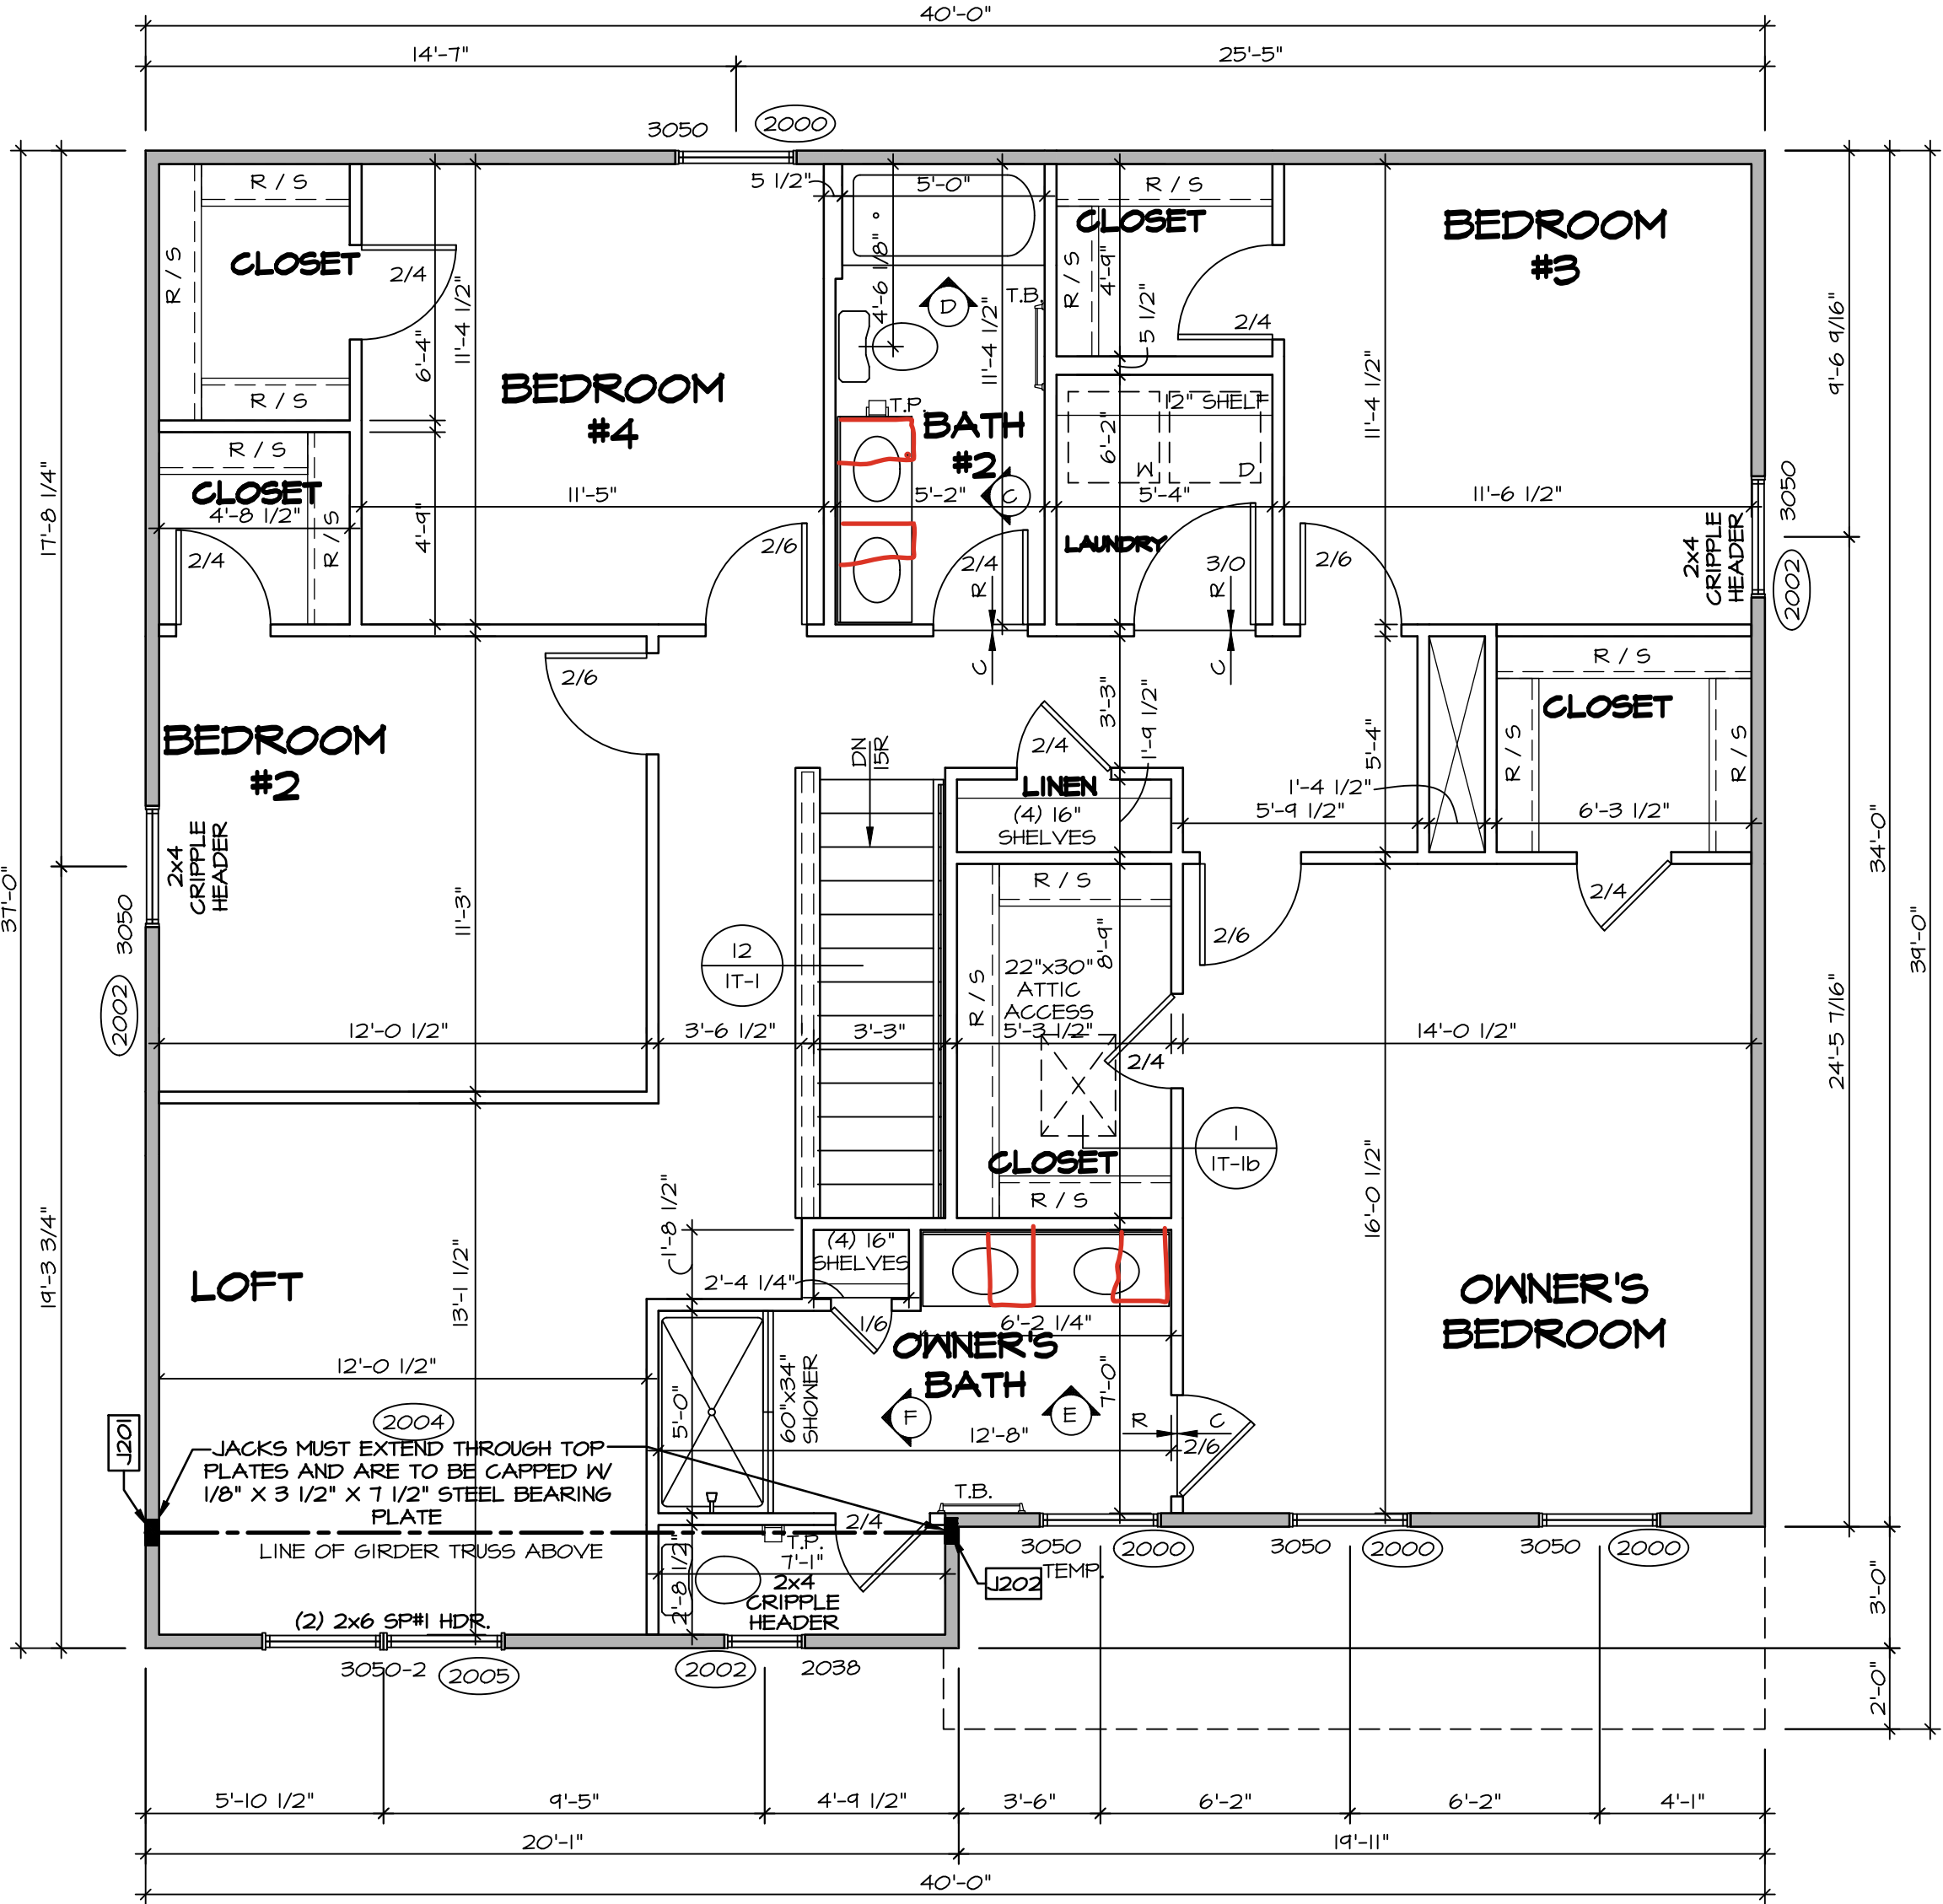 40'-0"
14'-7"
25'-5"
3050
2000
5 1/2"
5'-0"
R / S
R / S
CLOSET
R / S
2/4
R / S
6'-4"
11'-4 1/2"
BEDROOM
#4
4'-6 1/8"
D
T.B.
11'-4 1/2"
T.P.
BATH
#2
R / S
CLOSET
R / S
4'-9"
5 1/2"
2/4
BEDROOM
#3
11'-4 1/2"
9'-6 9/16"
12" SHELF
6'-2"
W
D
R / S
CLOSET
4'-8 1/2"
R / S
2/4
4'-9"
11'-5"
2/6
5'-2"
C
2/4
R
C
5'-4"
LAUNDRY
3/0
R
C
2/6
11'-6 1/2"
3050
2x4
CRIPPLE
HEADER
2002
17'-8 1/4"
37'-0"
2/6
BEDROOM
#2
2x4
CRIPPLE
HEADER
3050
2002
11'-3"
DN
15R
2/4
LINEN
(4) 16"
SHELVES
3'-3"
1'-9 1/2"
5'-4"
1'-4 1/2"
5'-9 1/2"
R / S
CLOSET
R / S
R / S
6'-3 1/2"
2/4
34'-0"
39'-0"
24'-5 7/16"
12
1T-1
R / S
8'-9"
2/6
R / S
22"x30"
ATTIC
ACCESS
12'-0 1/2"
3'-6 1/2"
3'-3"
5'-3 1/2"
14'-0 1/2"
2/4
1
1T-1b
CLOSET
R / S
16'-0 1/2"
19'-3 3/4"
LOFT
13'-1 1/2"
1'-8 1/2"
(4) 16"
SHELVES
2'-4 1/4"
1/6
6'-2 1/4"
OWNER'S
BATH
OWNER'S
BEDROOM
12'-0 1/2"
5'-0"
60"x34"
SHOWER
F
E
7'-0"
12'-8"
R
C
2/6
2004
J201
JACKS MUST EXTEND THROUGH TOP
PLATES AND ARE TO BE CAPPED W/
1/8" X 3 1/2" X 7 1/2" STEEL BEARING
PLATE
LINE OF GIRDER TRUSS ABOVE
T.B.
2/4
T.P.
7'-1"
2'-8 1/2"
2x4
CRIPPLE
HEADER
3050
2000
3050
2000
3050
2000
TEMP.
J202
3'-0"
(2) 2x6 SP#1 HDR.
3050-2
2005
2002
2038
2'-0"
5'-10 1/2"
9'-5"
4'-9 1/2"
3'-6"
6'-2"
6'-2"
4'-1"
20'-1"
19'-11"
40'-0"